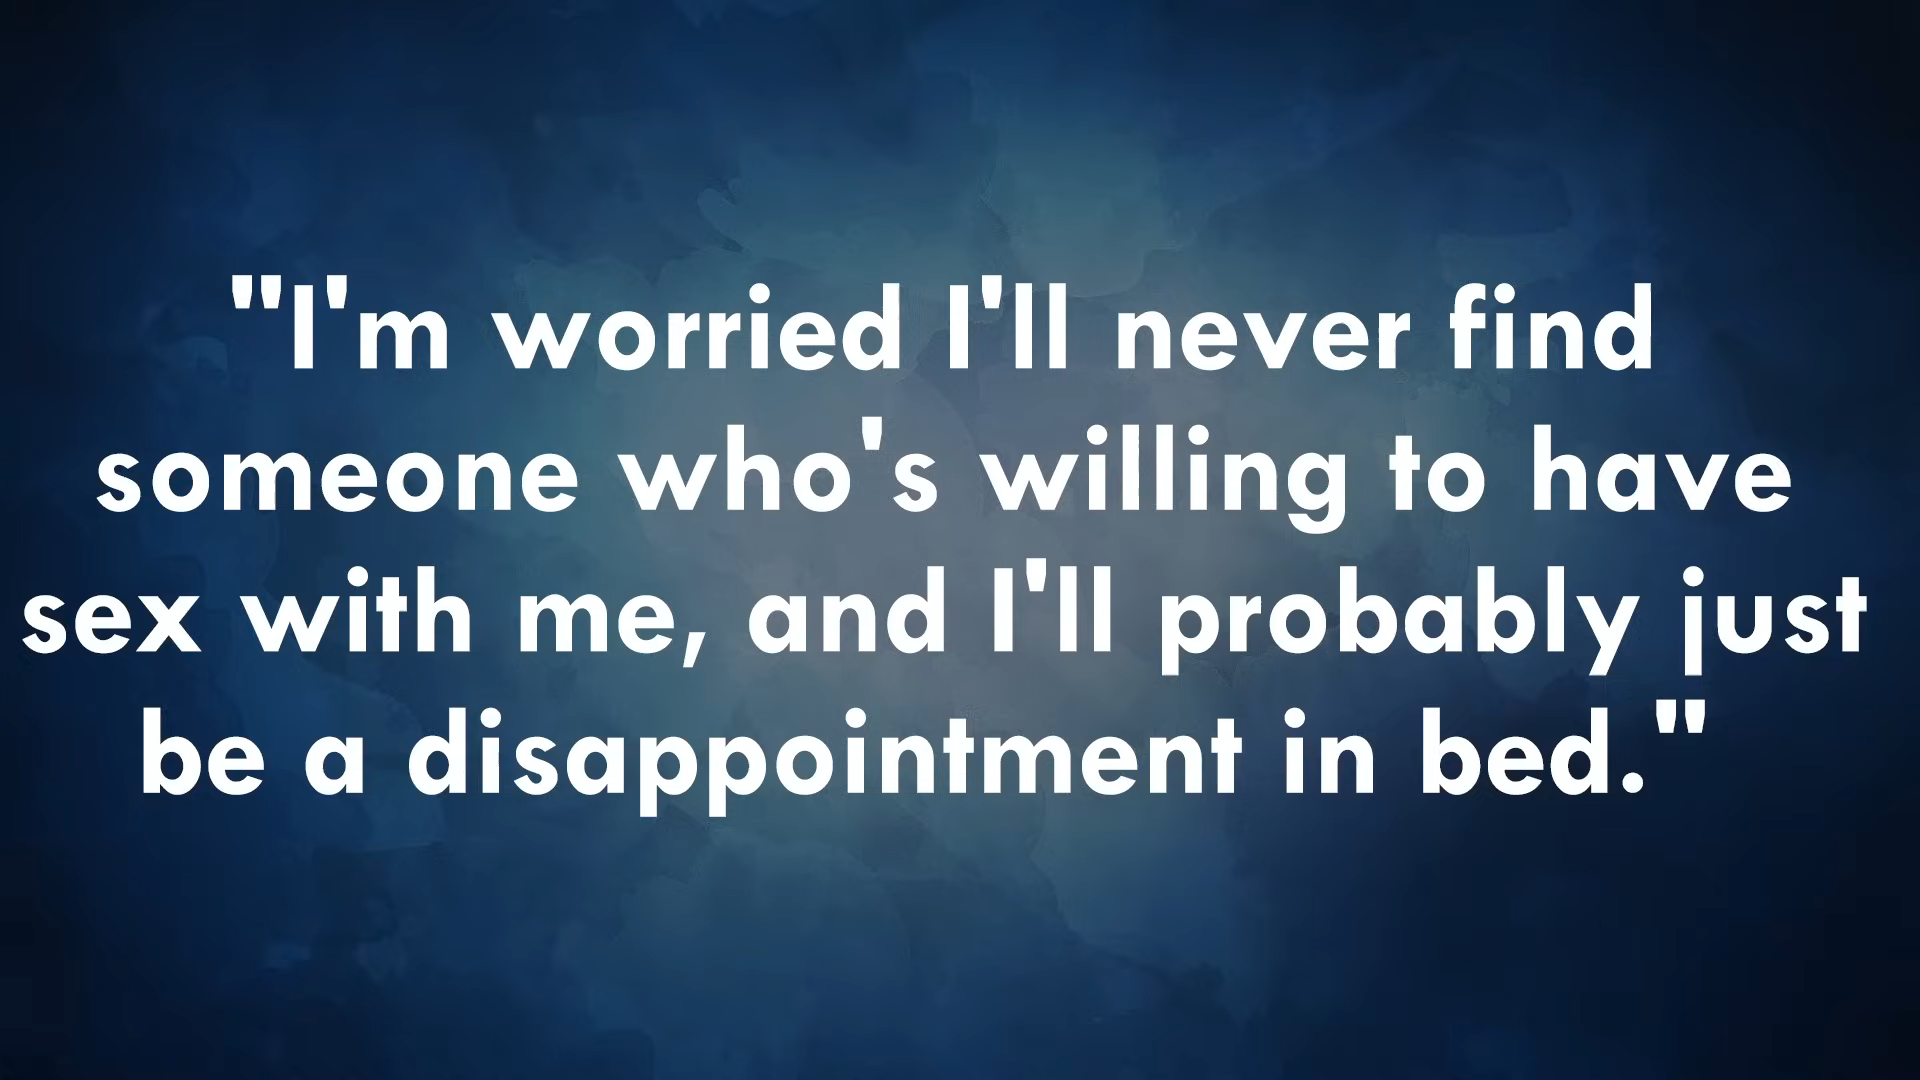 "I'm worried I'll never find
someone who's willing to have
sex with me, and I'll probably just
be a disappointment in bed."